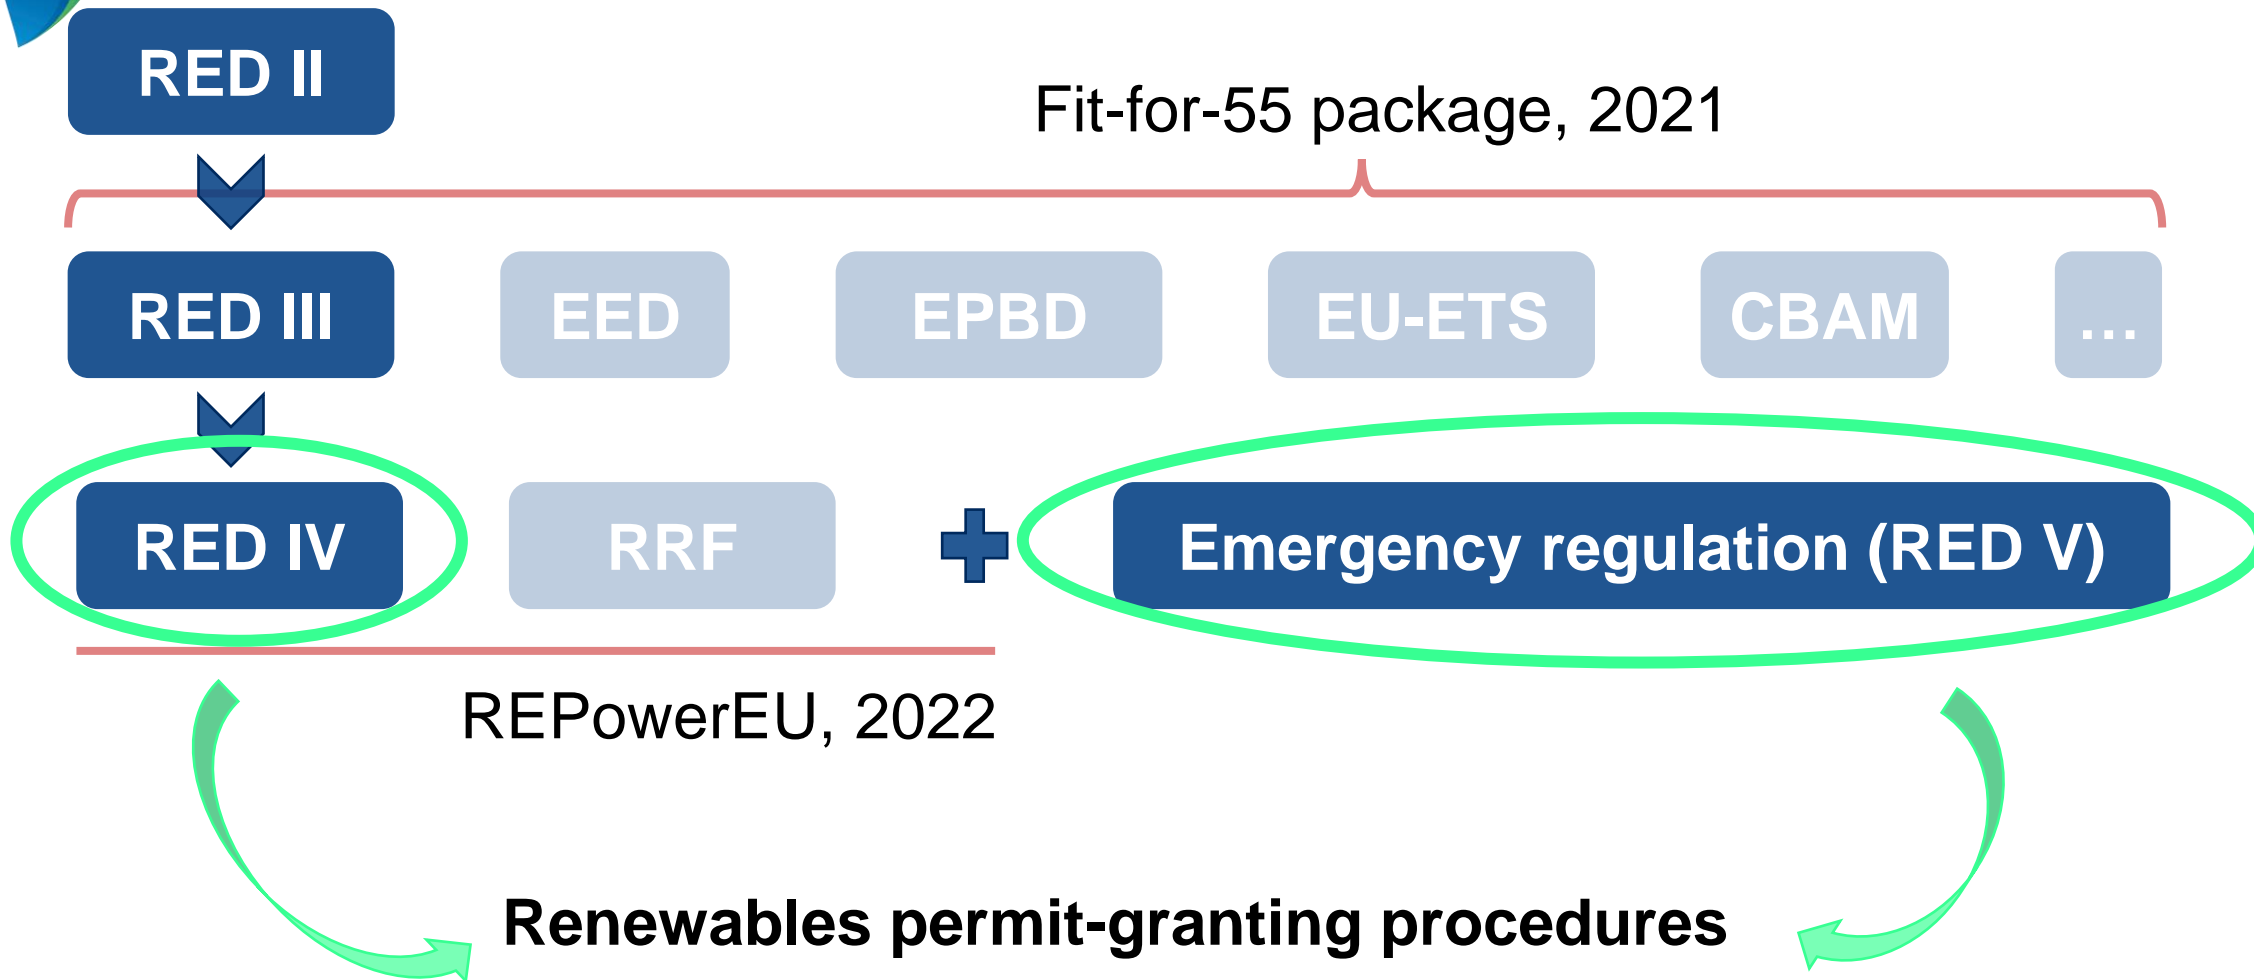 RED II
Fit-for-55 package, 2021
RED III
EED
EPBD
EU-ETS
CBAM
...
RED IV
RRF
Emergency regulation (RED V)
REPowerEU, 2022
Renewables permit-granting procedures